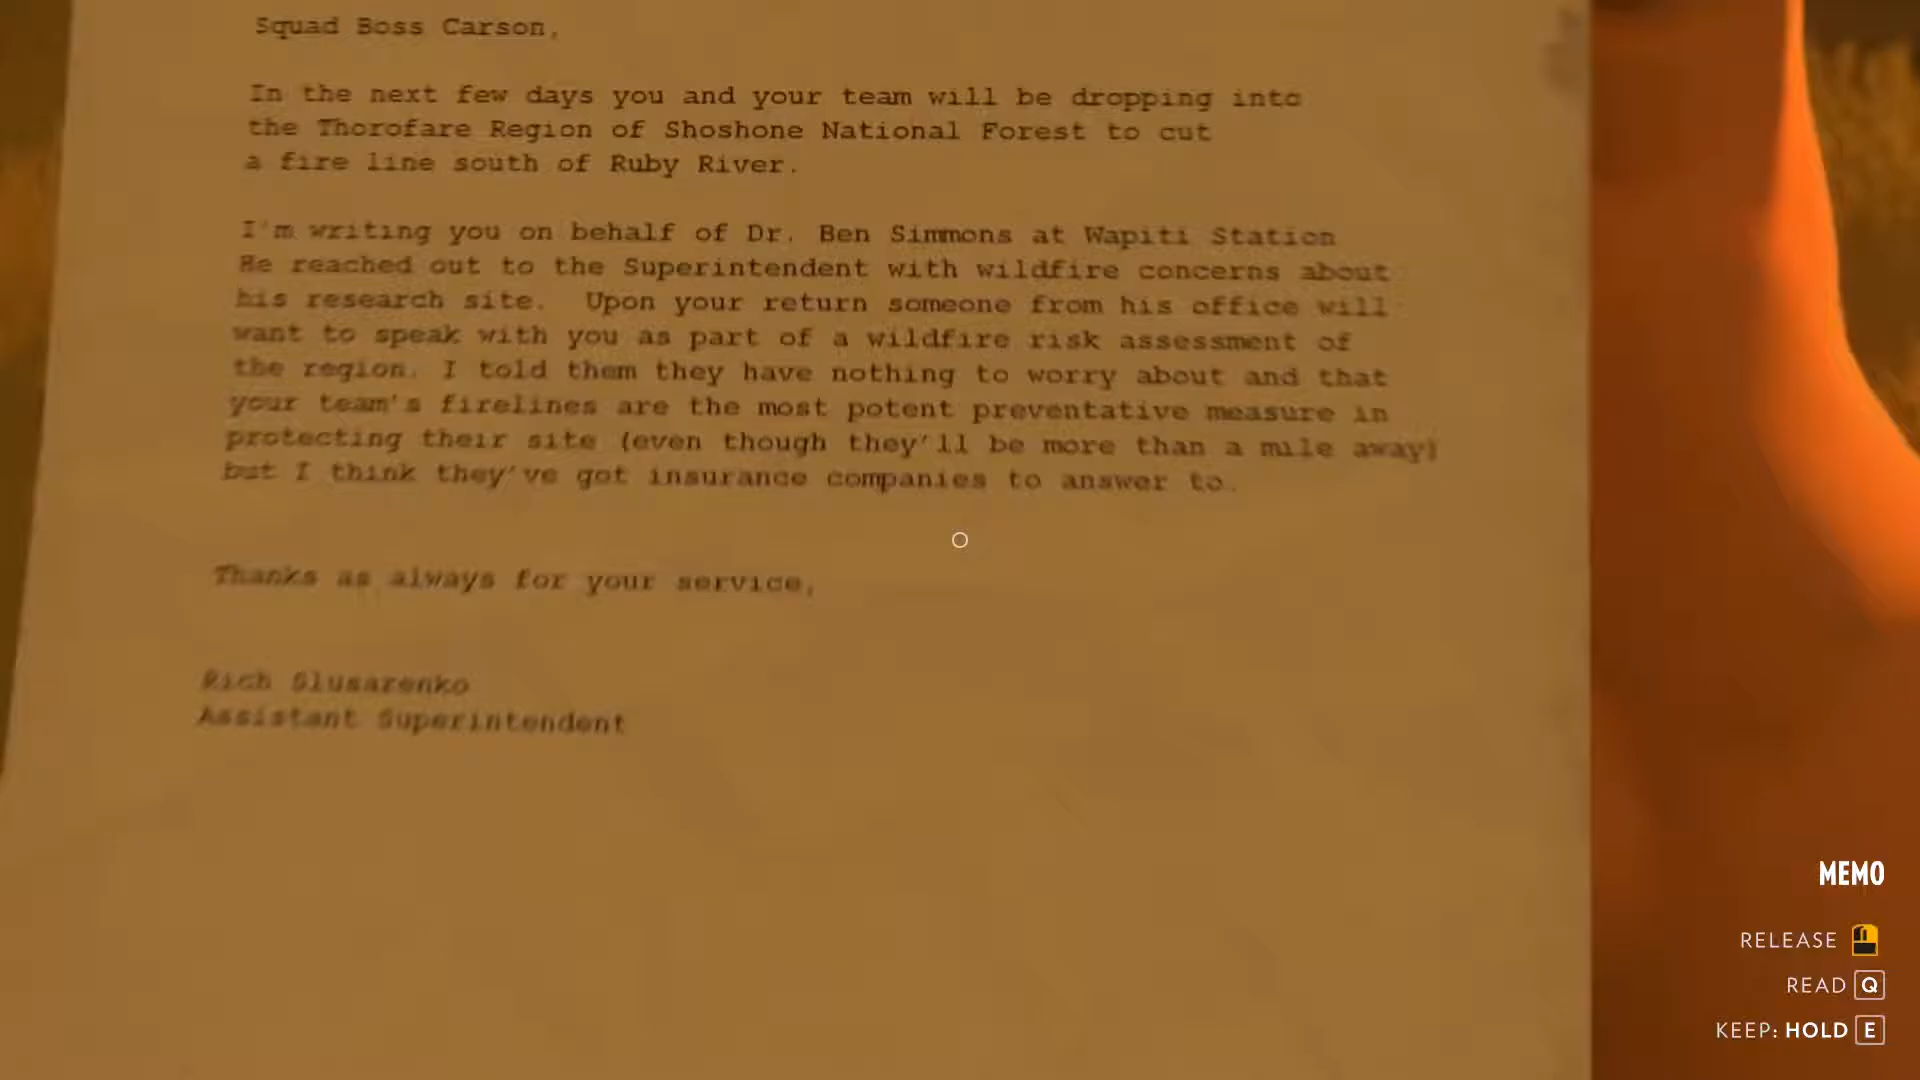 Squad Boss Carson,
In the next few days you and your team will be dropping into
the Thorofare Region of Shoshone National Forest to cut
a fire line south of Ruby River.
I'm writing you on behalf of Dr. Ben Simmons at Wapiti Station
He reached out to the Superintendent with wildfire concerns about
his research site.  Upon your return someone from his office will
want to speak with you as part of a wildfire risk assessment of
the region. I told them they have nothing to worry about and that
your team's firelines are the most potent preventative measure in
protecting their site (even though they'll be more than a mile away)
but I think they've got insurance companies to answer to.
Thanks as always for your service,
Rich Slusarenko
Assistant Superintendent
MEMO
RELEASE
READ Q
KEEP: HOLD E